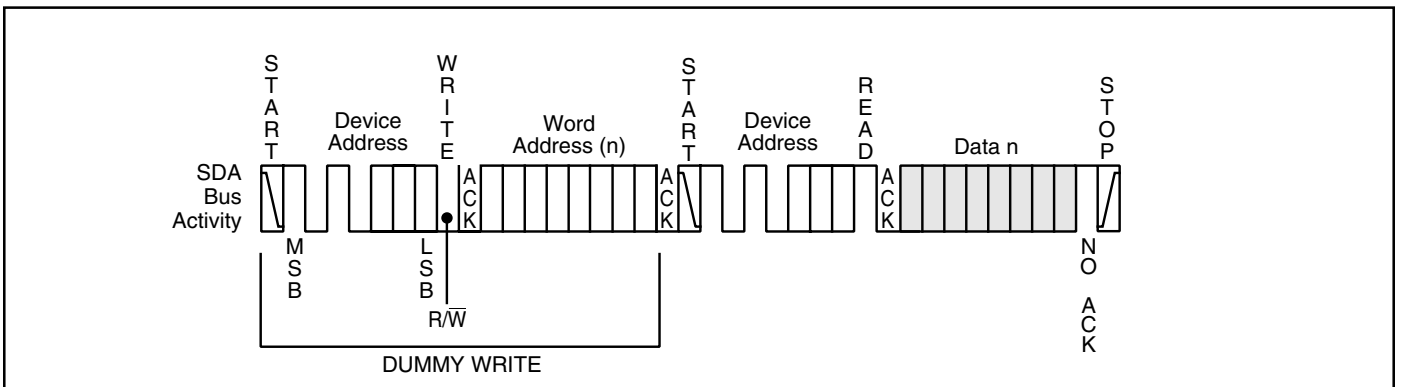 START
WRITE
START
READ
STOP
Device
Address
Word
Address (n)
Device
Address
Data n
SDA
Bus
Activity
ACK
ACK
ACK
MSB
LSB
NO ACK
R/W̅
DUMMY WRITE